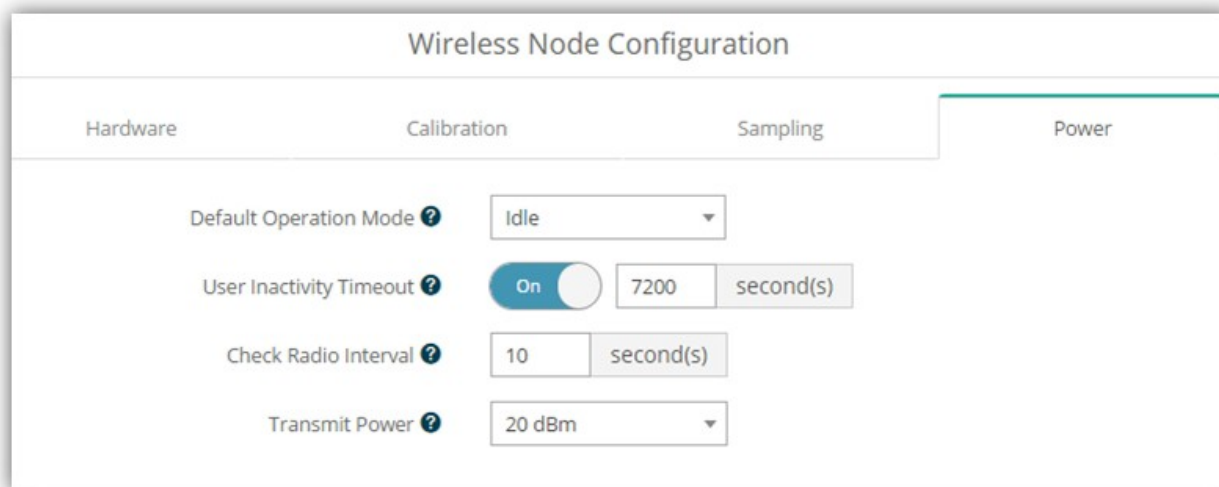 Wireless Node Configuration
Hardware Calibration Sampling Power
Default Operation Mode ? Idle
User Inactivity Timeout ? On 7200 second(s)
Check Radio Interval ? 10 second(s)
Transmit Power ? 20 dBm